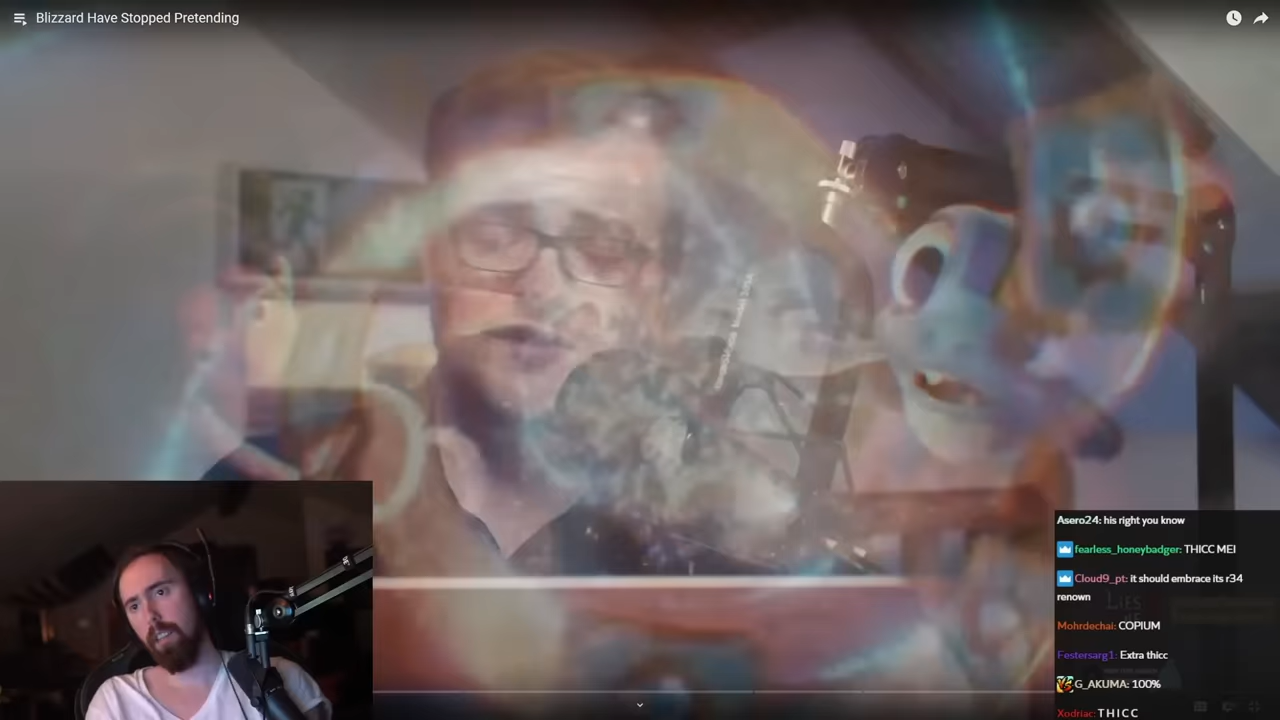 Blizzard Have Stopped Pretending
Asero24: his right you know
fearless_honeybadger: THICC MEI
Cloud9_pt: it should embrace its r34
renown
LIES
Mohrdechai: COPIUM
Festersarg1: Extra thicc
G_AKUMA: 100%
Xodriac: T H I C C